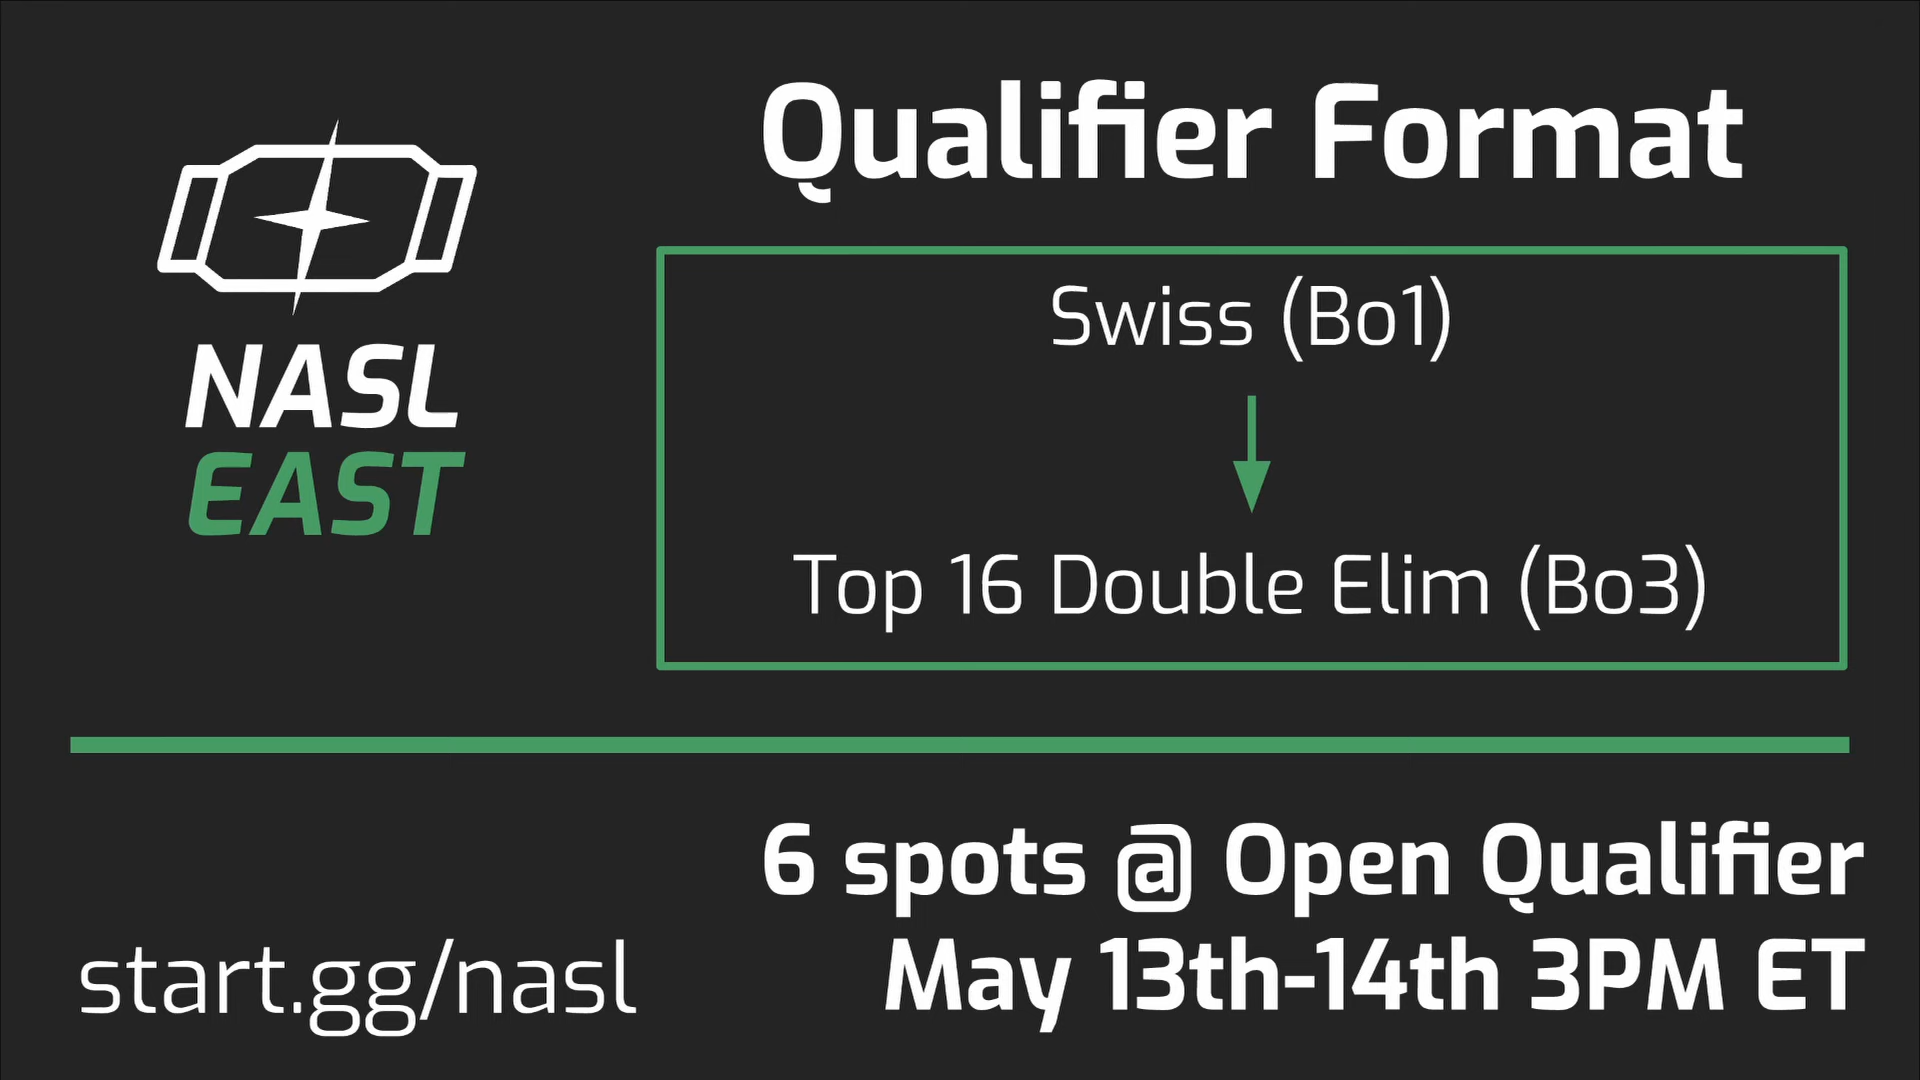 NASL
EAST
Qualifier Format
Swiss (Bo1)
Top 16 Double Elim (Bo3)
start.gg/nasl
6 spots @ Open Qualifier
May 13th-14th 3PM ET